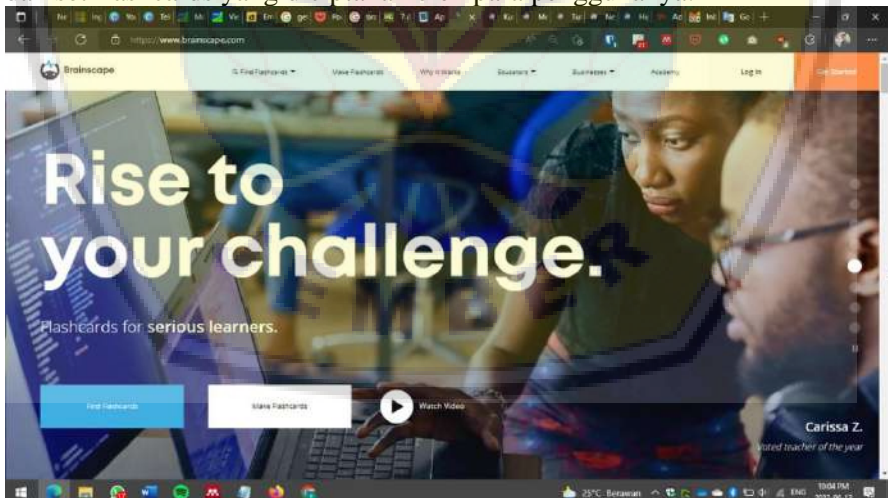 https://www.brainscape.com
Brainscape
Find Flashcards
Make Flashcards
Why It Works
Educators
Businesses
Academy
Log In
Get Started
Rise to
your challenge.
EMBER
Flashcards for serious learners.
Find Flashcards
Make Flashcards
Watch Video
Carissa Z.
Voted teacher of the year
25°C Berawan
ENG
10:04 PM